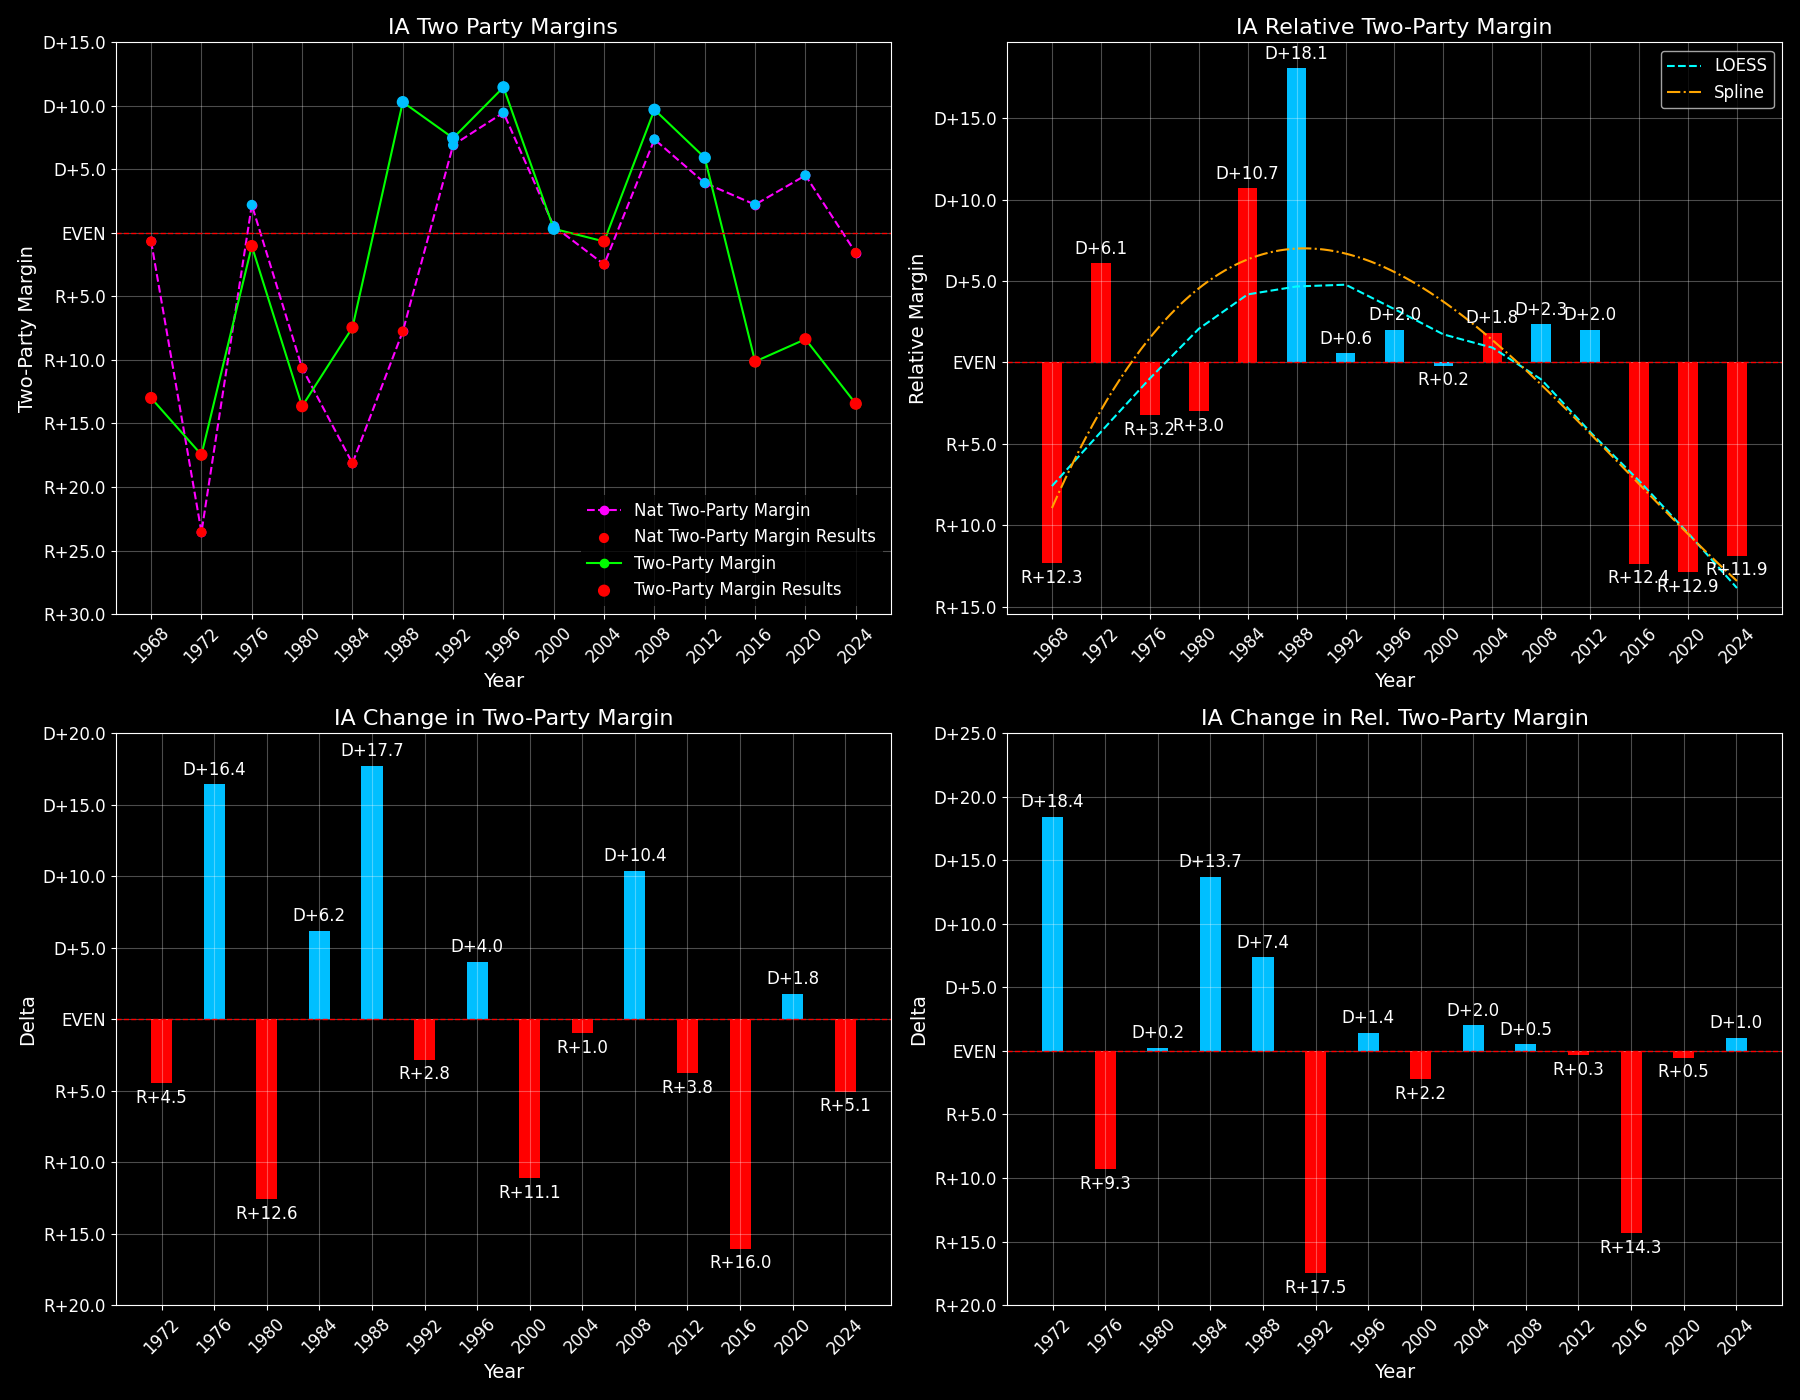 IA Two Party Margins
D+15.0
D+10.0
D+5.0
EVEN
R+5.0
R+10.0
R+15.0
R+20.0
R+25.0
R+30.0
Two-Party Margin
Nat Two-Party Margin
Nat Two-Party Margin Results
Two-Party Margin
Two-Party Margin Results
1968
1972
1976
1980
1984
1988
1992
1996
2000
2004
2008
2012
2016
2020
2024
Year
IA Relative Two-Party Margin
D+15.0
D+10.0
D+5.0
EVEN
R+5.0
R+10.0
R+15.0
Relative Margin
LOESS
Spline
R+12.3
D+6.1
R+3.2
R+3.0
D+10.7
D+18.1
D+0.6
D+2.0
R+0.2
D+1.8
D+2.3
D+2.0
R+12.4
R+12.9
R+11.9
1968
1972
1976
1980
1984
1988
1992
1996
2000
2004
2008
2012
2016
2020
2024
Year
IA Change in Two-Party Margin
D+20.0
D+15.0
D+10.0
D+5.0
EVEN
R+5.0
R+10.0
R+15.0
R+20.0
Delta
R+4.5
D+16.4
R+12.6
D+6.2
D+17.7
R+2.8
D+4.0
R+11.1
R+1.0
D+10.4
R+3.8
R+16.0
D+1.8
R+5.1
1972
1976
1980
1984
1988
1992
1996
2000
2004
2008
2012
2016
2020
2024
Year
IA Change in Rel. Two-Party Margin
D+25.0
D+20.0
D+15.0
D+10.0
D+5.0
EVEN
R+5.0
R+10.0
R+15.0
R+20.0
Delta
D+18.4
R+9.3
D+0.2
D+13.7
D+7.4
R+17.5
D+1.4
R+2.2
D+2.0
D+0.5
R+0.3
R+14.3
R+0.5
D+1.0
1972
1976
1980
1984
1988
1992
1996
2000
2004
2008
2012
2016
2020
2024
Year